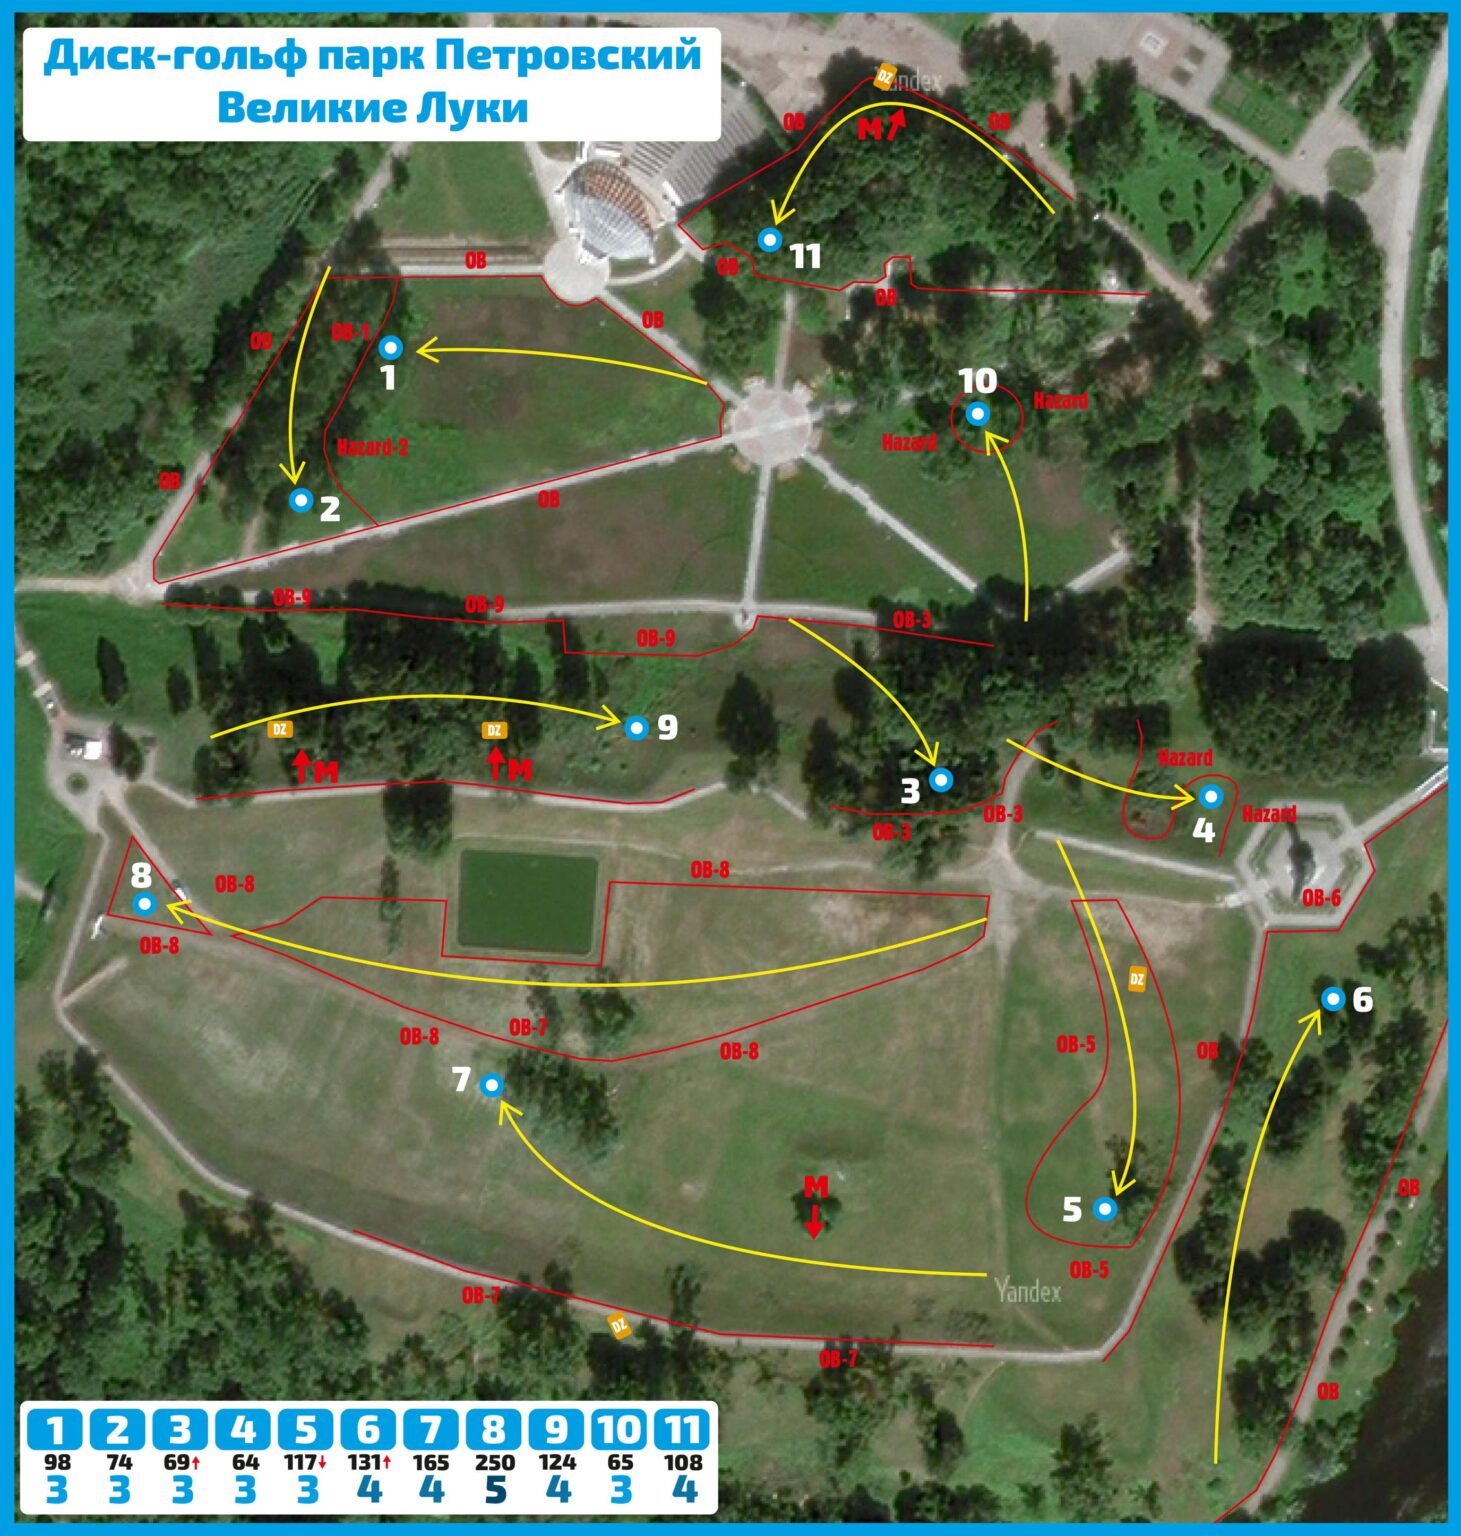 Диск-гольф парк Петровский
Великие Луки
DZ
Yandex
OB
M
OB
11
OB
OB
OB
OB
OB
OB-1
1
10
Hazard
Hazard
Hazard-2
OB
2
OB
OB-9
OB-9
OB-9
OB-3
DZ
DZ
9
M
M
3
OB-3
OB-3
Hazard
4
Hazard
8
OB-8
OB-8
OB-8
OB-6
DZ
6
OB-8
OB-7
OB-8
OB-5
OB
7
M
5
OB
OB-5
OB-7
Yandex
DZ
OB-7
OB
1 2 3 4 5 6 7 8 9 10 11
98 74 69↑ 64 117↓ 131↑ 165 250 124 65 108
3 3 3 3 3 4 4 5 4 3 4